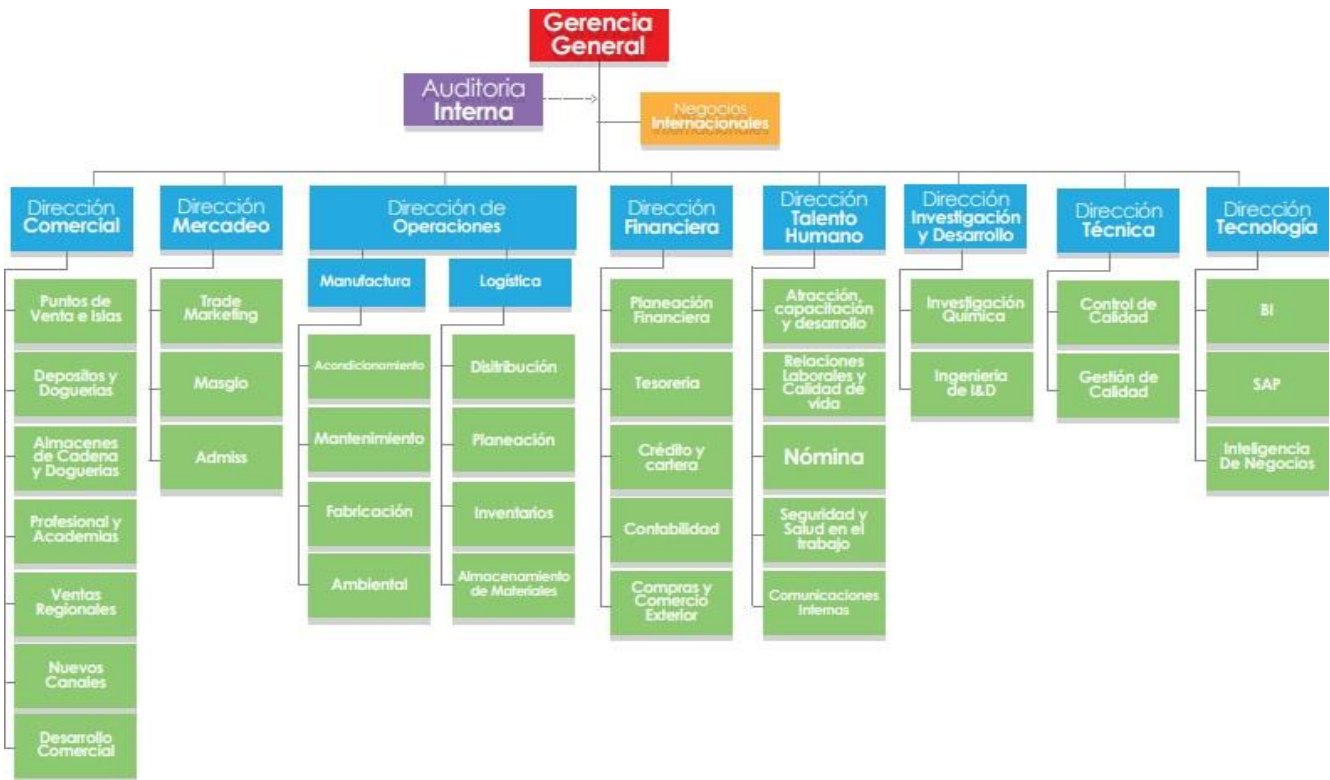 Gerencia
General
Auditoria
Interna
Negocios
Internacionales
Dirección
Comercial
Dirección
Mercadeo
Dirección de
Operaciones
Dirección
Financiera
Dirección
Talento
Humano
Dirección
Investigación
y Desarrollo
Dirección
Técnica
Dirección
Tecnología
Manufactura
Logística
Puntos de
Venta e Islas
Depositos y
Doguerias
Almacenes
de Cadena
y Doguerias
Profesional y
Academias
Ventas
Regionales
Nuevos
Canales
Desarrollo
Comercial
Trade
Marketing
Masglo
Admiss
Acondicionamiento
Mantenimiento
Fabricación
Ambiental
Disitribución
Planeación
Inventarios
Almacenamiento
de Materiales
Planeación
Financiera
Tesoreria
Crédito y
cartera
Contabilidad
Compras y
Comercio
Exterior
Atracción,
capacitación
y desarrollo
Relaciones
Laborales y
Calidad de
vida
Nómina
Seguridad y
Salud en el
trabajo
Comunicaciones
Internas
Investigación
Química
Ingeniería
de I&D
Control de
Calidad
Gestión de
Calidad
BI
SAP
Inteligencia
De Negocios